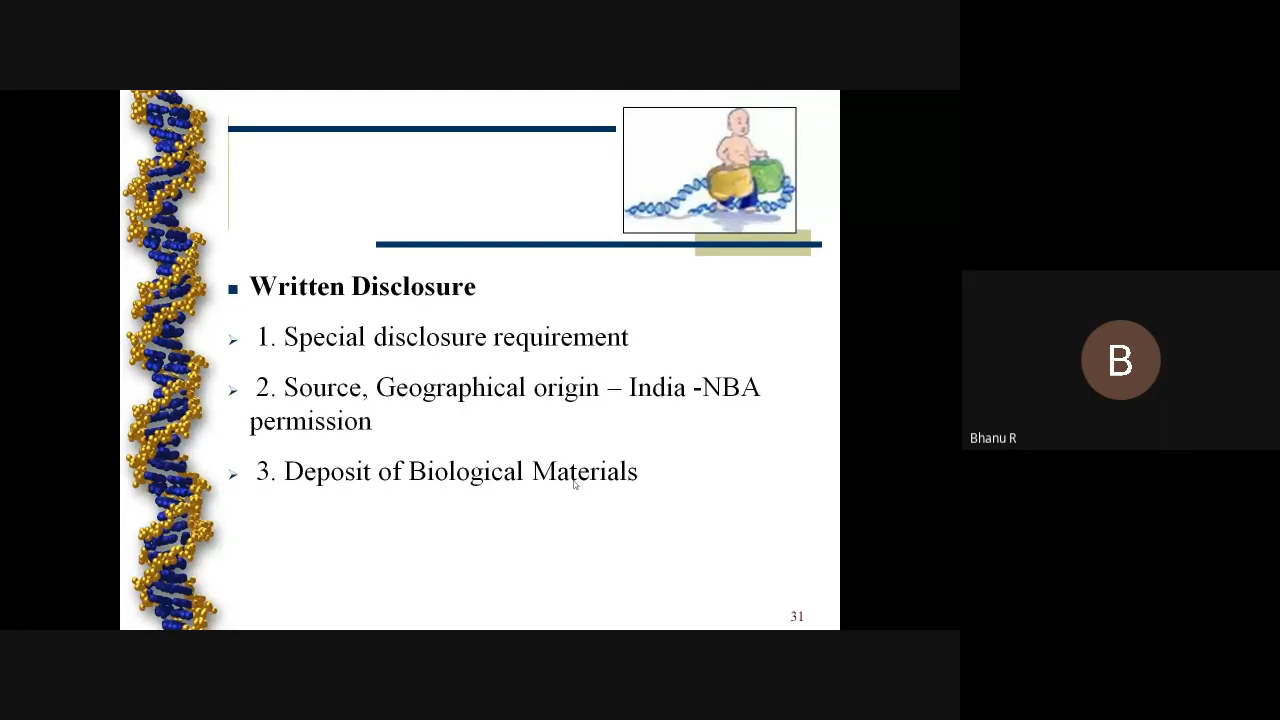 Written Disclosure
1. Special disclosure requirement
2. Source, Geographical origin – India -NBA
permission
3. Deposit of Biological Materials
31
B
Bhanu R